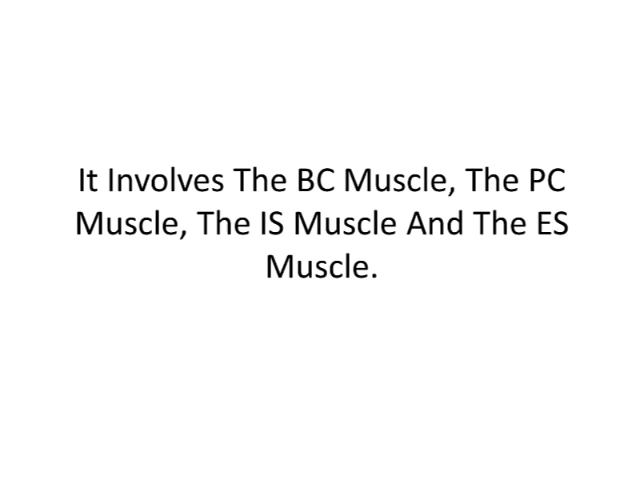 It Involves The BC Muscle, The PC
Muscle, The IS Muscle And The ES
Muscle.